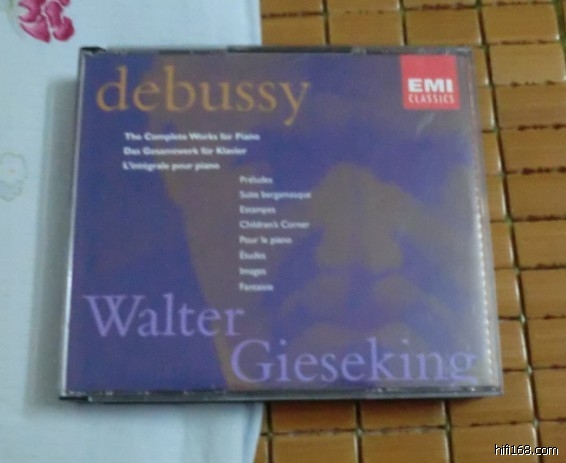 debussy
EMI
CLASSICS
The Complete Works for Piano
Das Gesamtwerk für Klavier
L'intégrale pour piano
Préludes
Suite bergamasque
Estampes
Children's Corner
Pour le piano
Études
Images
Fantaisie
Walter
Gieseking
hifi168.com